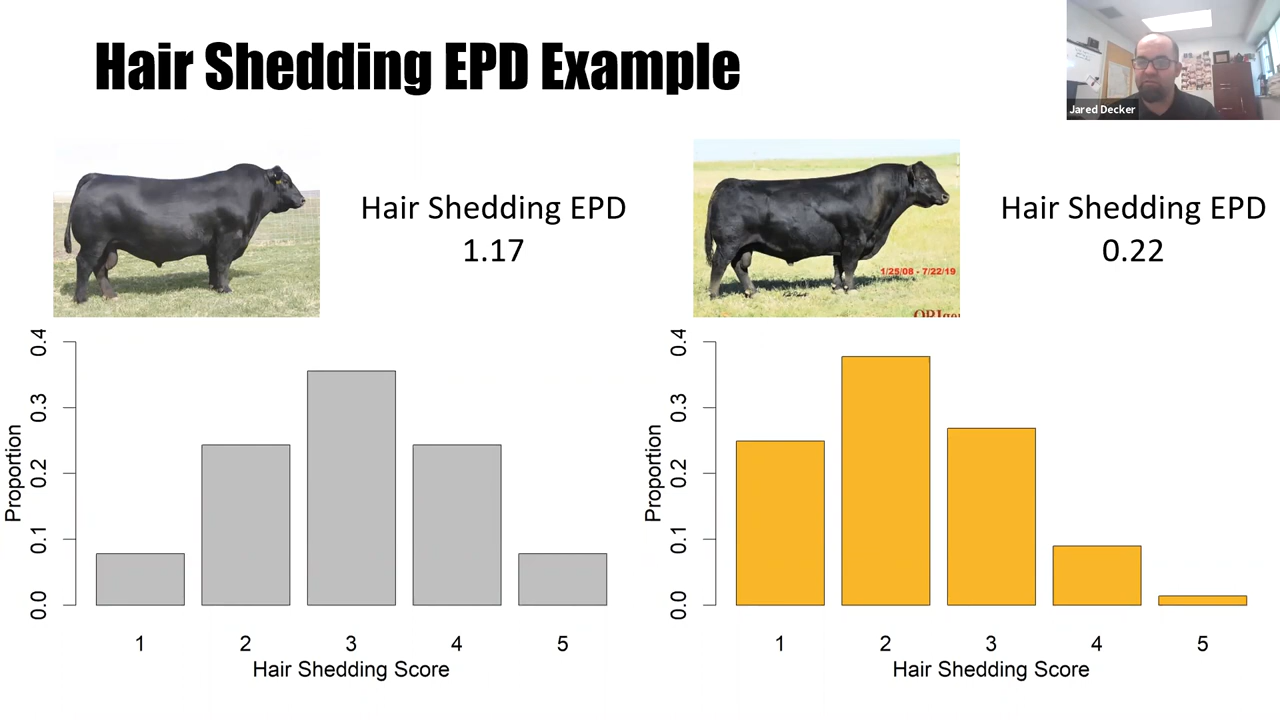 Hair Shedding EPD Example
Jared Decker
Hair Shedding EPD
1.17
1/25/08 - 7/22/19
Hair Shedding EPD
0.22
Proportion
0.4
0.3
0.2
0.1
0.0
1 2 3 4 5
Hair Shedding Score
Proportion
0.4
0.3
0.2
0.1
0.0
1 2 3 4 5
Hair Shedding Score